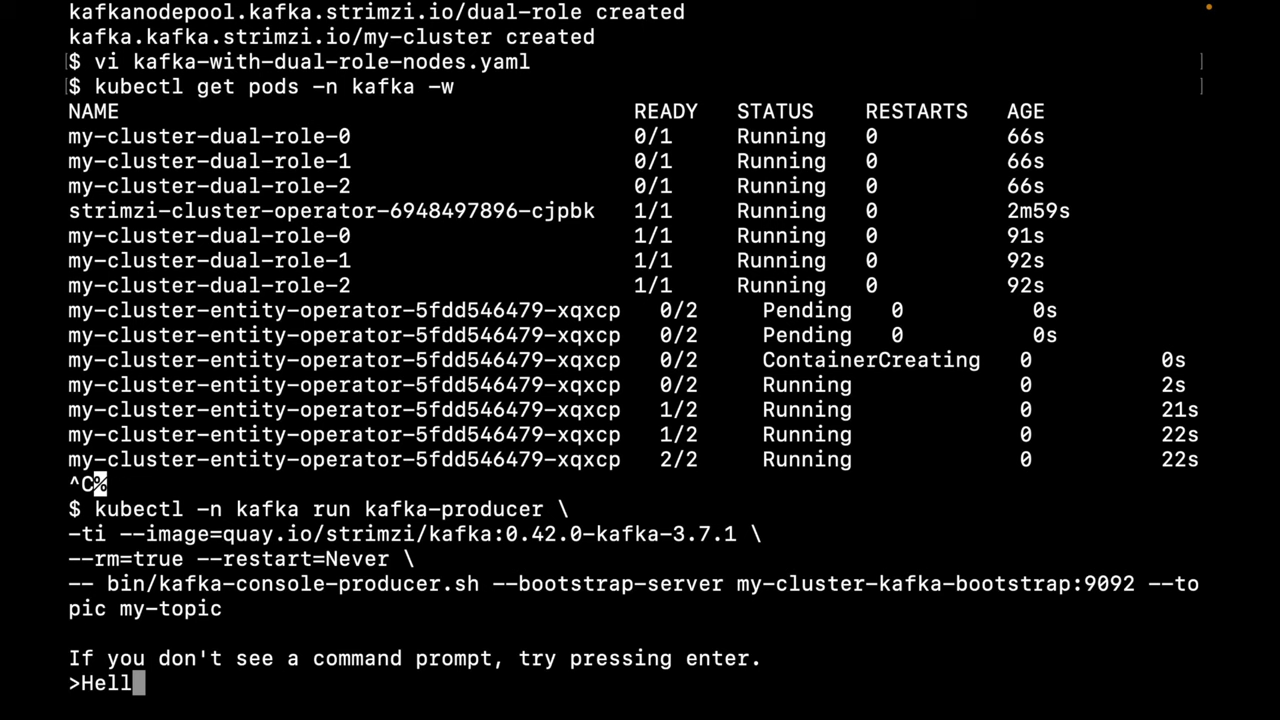 kafkanodepool.kafka.strimzi.io/dual-role created
kafka.kafka.strimzi.io/my-cluster created
[$ vi kafka-with-dual-role-nodes.yaml ]
[$ kubectl get pods -n kafka -w ]
NAME READY STATUS RESTARTS AGE
my-cluster-dual-role-0 0/1 Running 0 66s
my-cluster-dual-role-1 0/1 Running 0 66s
my-cluster-dual-role-2 0/1 Running 0 66s
strimzi-cluster-operator-6948497896-cjpbk 1/1 Running 0 2m59s
my-cluster-dual-role-0 1/1 Running 0 91s
my-cluster-dual-role-1 1/1 Running 0 92s
my-cluster-dual-role-2 1/1 Running 0 92s
my-cluster-entity-operator-5fdd546479-xqxcp 0/2 Pending 0 0s
my-cluster-entity-operator-5fdd546479-xqxcp 0/2 Pending 0 0s
my-cluster-entity-operator-5fdd546479-xqxcp 0/2 ContainerCreating 0 0s
my-cluster-entity-operator-5fdd546479-xqxcp 0/2 Running 0 2s
my-cluster-entity-operator-5fdd546479-xqxcp 1/2 Running 0 21s
my-cluster-entity-operator-5fdd546479-xqxcp 1/2 Running 0 22s
my-cluster-entity-operator-5fdd546479-xqxcp 2/2 Running 0 22s
^C%
$ kubectl -n kafka run kafka-producer \
-ti --image=quay.io/strimzi/kafka:0.42.0-kafka-3.7.1 \
--rm=true --restart=Never \
-- bin/kafka-console-producer.sh --bootstrap-server my-cluster-kafka-bootstrap:9092 --to
pic my-topic
If you don't see a command prompt, try pressing enter.
>Hell